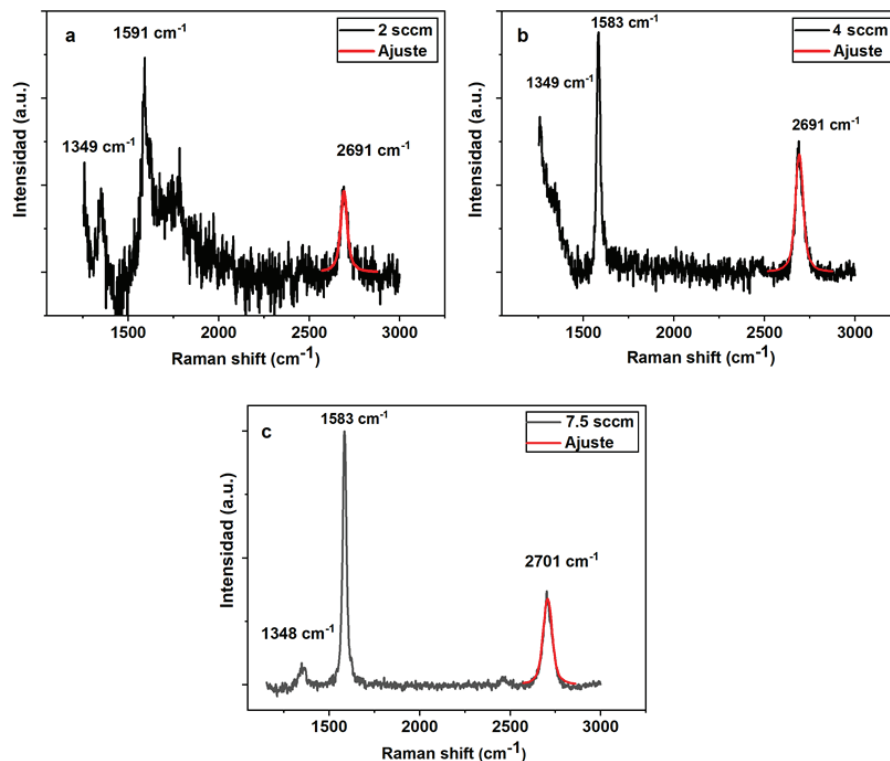 a
1591 cm⁻¹
2 sccm
Ajuste
1349 cm⁻¹
2691 cm⁻¹
Intensidad (a.u.)
1500
2000
2500
3000
Raman shift (cm⁻¹)
b
1583 cm⁻¹
4 sccm
Ajuste
1349 cm⁻¹
2691 cm⁻¹
Intensidad (a.u.)
1500
2000
2500
3000
Raman shift (cm⁻¹)
c
1583 cm⁻¹
7.5 sccm
Ajuste
2701 cm⁻¹
1348 cm⁻¹
Intensidad (a.u.)
1500
2000
2500
3000
Raman shift (cm⁻¹)